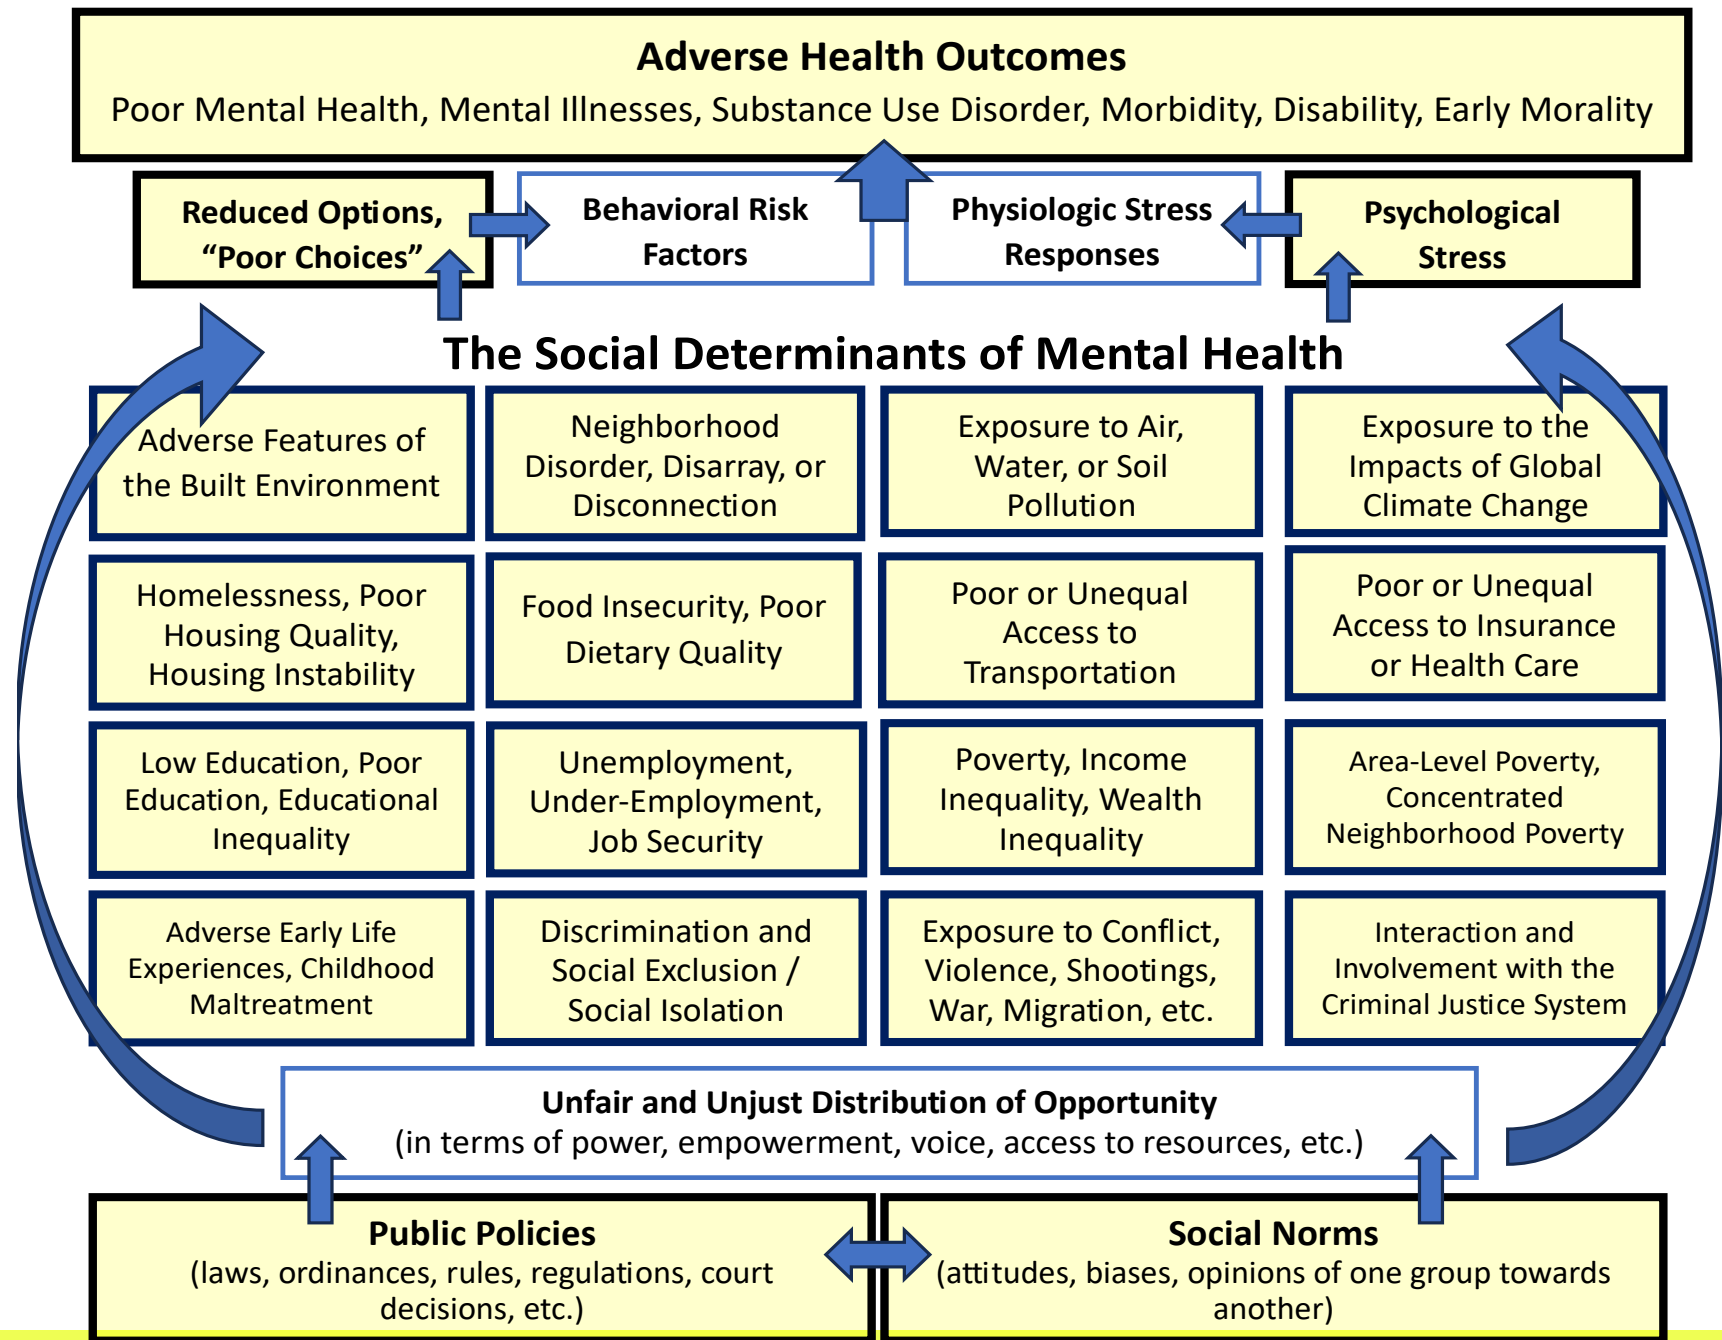 Adverse Health Outcomes
Poor Mental Health, Mental Illnesses, Substance Use Disorder, Morbidity, Disability, Early Morality
Reduced Options,
“Poor Choices”
Behavioral Risk
Factors
Physiologic Stress
Responses
Psychological
Stress
The Social Determinants of Mental Health
Adverse Features of
the Built Environment
Neighborhood
Disorder, Disarray, or
Disconnection
Exposure to Air,
Water, or Soil
Pollution
Exposure to the
Impacts of Global
Climate Change
Homelessness, Poor
Housing Quality,
Housing Instability
Food Insecurity, Poor
Dietary Quality
Poor or Unequal
Access to
Transportation
Poor or Unequal
Access to Insurance
or Health Care
Low Education, Poor
Education, Educational
Inequality
Unemployment,
Under-Employment,
Job Security
Poverty, Income
Inequality, Wealth
Inequality
Area-Level Poverty,
Concentrated
Neighborhood Poverty
Adverse Early Life
Experiences, Childhood
Maltreatment
Discrimination and
Social Exclusion /
Social Isolation
Exposure to Conflict,
Violence, Shootings,
War, Migration, etc.
Interaction and
Involvement with the
Criminal Justice System
Unfair and Unjust Distribution of Opportunity
(in terms of power, empowerment, voice, access to resources, etc.)
Public Policies
(laws, ordinances, rules, regulations, court
decisions, etc.)
Social Norms
(attitudes, biases, opinions of one group towards
another)